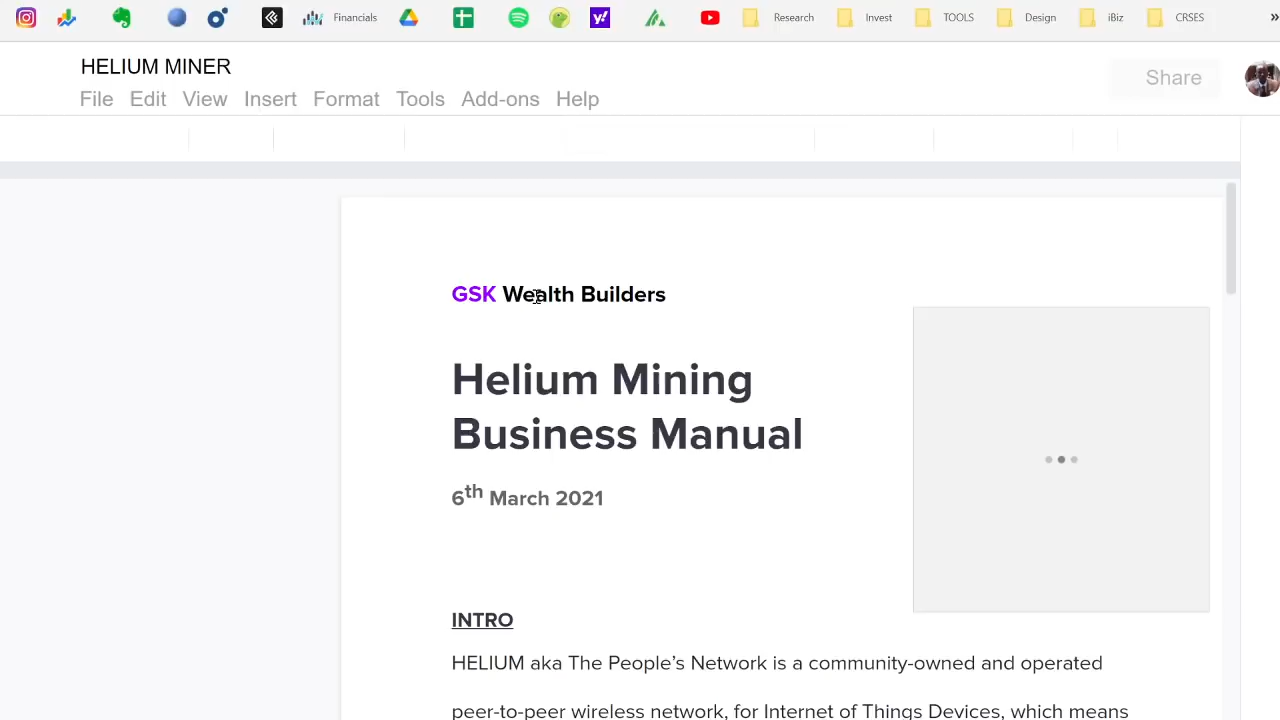 Financials
Research
Invest
TOOLS
Design
iBiz
CRSES
»
HELIUM MINER
File Edit View Insert Format Tools Add-ons Help
Share
GSK Wealth Builders
Helium Mining
Business Manual
6th March 2021
INTRO
HELIUM aka The People’s Network is a community-owned and operated
peer-to-peer wireless network, for Internet of Things Devices, which means